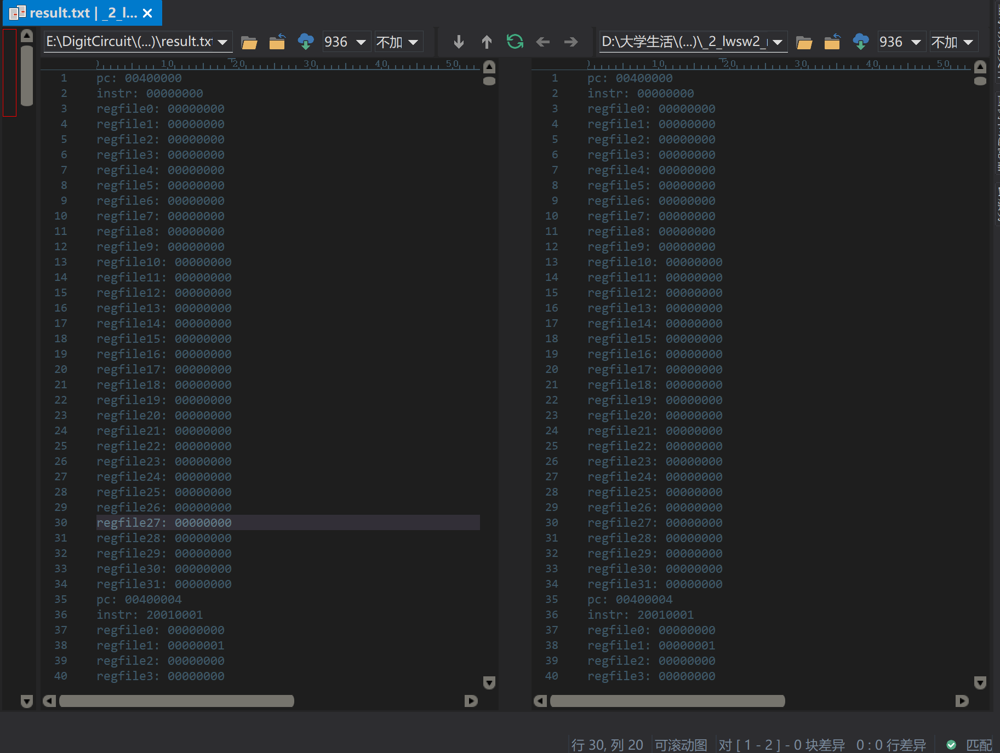 result.txt | _2_l...
E:\DigitCircuit\(...)\result.txt
936
不加
D:\大学生活\(...)\_2_lwsw2_
936
不加
0 10 20 30 40 50
0 10 20 30 40 50
1 pc: 00400000
2 instr: 00000000
3 regfile0: 00000000
4 regfile1: 00000000
5 regfile2: 00000000
6 regfile3: 00000000
7 regfile4: 00000000
8 regfile5: 00000000
9 regfile6: 00000000
10 regfile7: 00000000
11 regfile8: 00000000
12 regfile9: 00000000
13 regfile10: 00000000
14 regfile11: 00000000
15 regfile12: 00000000
16 regfile13: 00000000
17 regfile14: 00000000
18 regfile15: 00000000
19 regfile16: 00000000
20 regfile17: 00000000
21 regfile18: 00000000
22 regfile19: 00000000
23 regfile20: 00000000
24 regfile21: 00000000
25 regfile22: 00000000
26 regfile23: 00000000
27 regfile24: 00000000
28 regfile25: 00000000
29 regfile26: 00000000
30 regfile27: 00000000
31 regfile28: 00000000
32 regfile29: 00000000
33 regfile30: 00000000
34 regfile31: 00000000
35 pc: 00400004
36 instr: 20010001
37 regfile0: 00000000
38 regfile1: 00000001
39 regfile2: 00000000
40 regfile3: 00000000
1 pc: 00400000
2 instr: 00000000
3 regfile0: 00000000
4 regfile1: 00000000
5 regfile2: 00000000
6 regfile3: 00000000
7 regfile4: 00000000
8 regfile5: 00000000
9 regfile6: 00000000
10 regfile7: 00000000
11 regfile8: 00000000
12 regfile9: 00000000
13 regfile10: 00000000
14 regfile11: 00000000
15 regfile12: 00000000
16 regfile13: 00000000
17 regfile14: 00000000
18 regfile15: 00000000
19 regfile16: 00000000
20 regfile17: 00000000
21 regfile18: 00000000
22 regfile19: 00000000
23 regfile20: 00000000
24 regfile21: 00000000
25 regfile22: 00000000
26 regfile23: 00000000
27 regfile24: 00000000
28 regfile25: 00000000
29 regfile26: 00000000
30 regfile27: 00000000
31 regfile28: 00000000
32 regfile29: 00000000
33 regfile30: 00000000
34 regfile31: 00000000
35 pc: 00400004
36 instr: 20010001
37 regfile0: 00000000
38 regfile1: 00000001
39 regfile2: 00000000
40 regfile3: 00000000
行 30, 列 20 可滚动图 对 [ 1 - 2 ] - 0 块差异 0 : 0 行差异 匹配